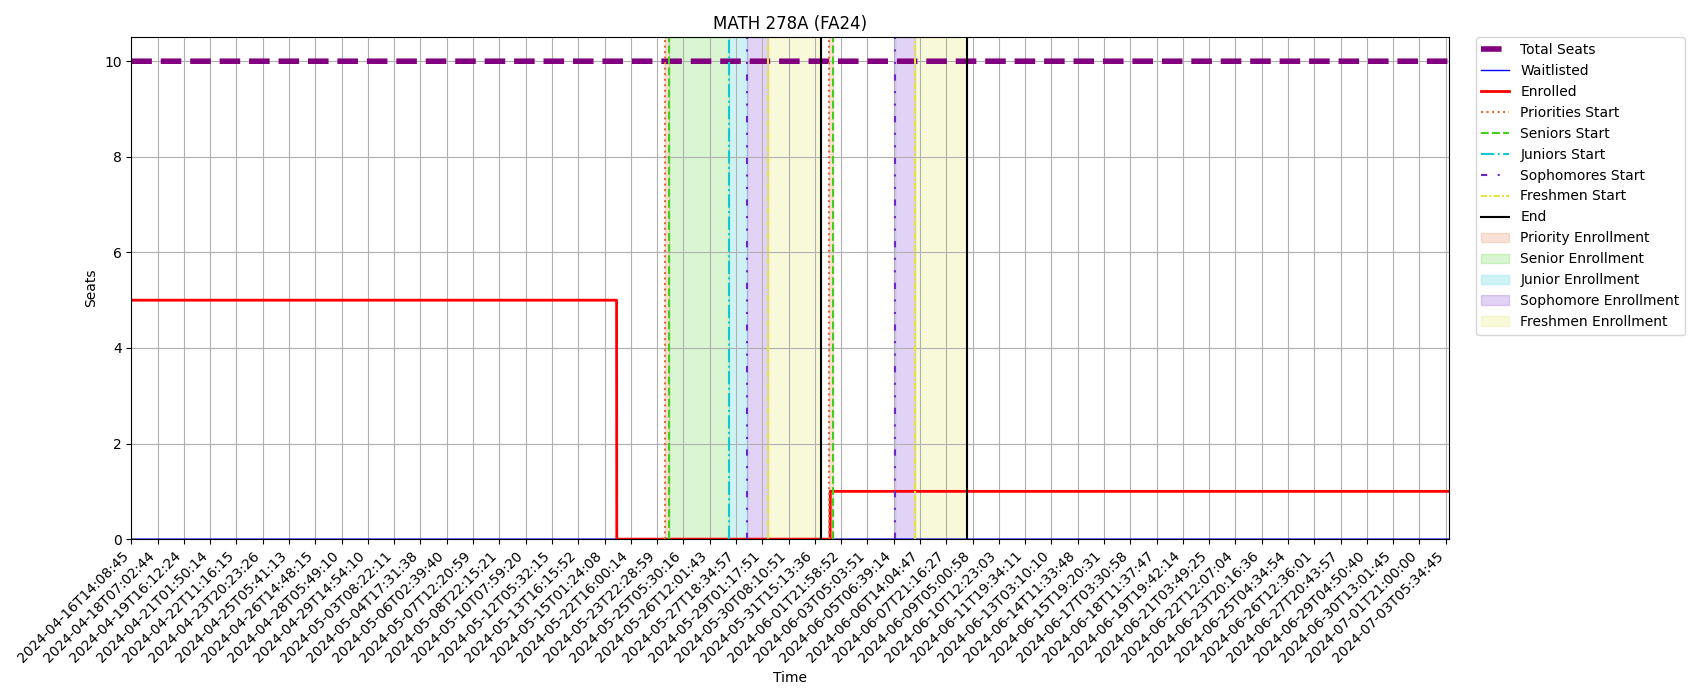 MATH 278A (FA24)
10
8
6
4
2
0
Seats
2024-04-16T14:08:45
2024-04-18T07:02:44
2024-04-19T16:12:24
2024-04-21T01:50:14
2024-04-22T11:16:15
2024-04-23T20:23:26
2024-04-25T05:41:13
2024-04-26T14:48:15
2024-04-28T05:49:10
2024-04-29T14:54:10
2024-05-03T08:22:11
2024-05-04T17:31:38
2024-05-06T02:39:40
2024-05-07T12:20:59
2024-05-08T22:15:21
2024-05-10T07:59:20
2024-05-12T05:32:15
2024-05-13T16:15:52
2024-05-15T01:24:08
2024-05-22T16:00:14
2024-05-23T22:28:59
2024-05-25T05:30:16
2024-05-26T12:01:43
2024-05-27T18:34:57
2024-05-29T01:17:51
2024-05-30T08:10:51
2024-05-31T15:13:36
2024-06-01T21:58:52
2024-06-03T05:03:51
2024-06-05T06:39:14
2024-06-06T14:04:47
2024-06-07T21:16:27
2024-06-09T05:00:58
2024-06-10T12:23:03
2024-06-11T19:34:11
2024-06-13T03:10:10
2024-06-14T11:33:48
2024-06-15T19:20:31
2024-06-17T03:30:58
2024-06-18T11:37:47
2024-06-19T19:42:14
2024-06-21T03:49:25
2024-06-22T12:07:04
2024-06-23T20:16:36
2024-06-25T04:34:54
2024-06-26T12:36:01
2024-06-27T20:43:57
2024-06-29T04:50:40
2024-06-30T13:01:45
2024-07-01T21:00:00
2024-07-03T05:34:45
Time
Total Seats
Waitlisted
Enrolled
Priorities Start
Seniors Start
Juniors Start
Sophomores Start
Freshmen Start
End
Priority Enrollment
Senior Enrollment
Junior Enrollment
Sophomore Enrollment
Freshmen Enrollment